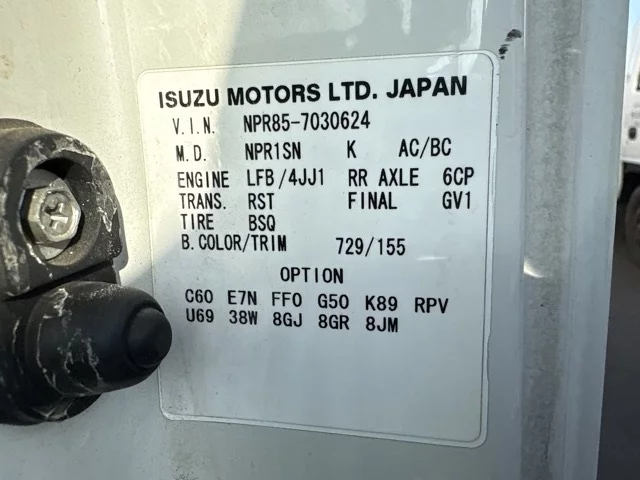 ISUZU MOTORS LTD. JAPAN
V.I.N. NPR85-7030624
M.D. NPR1SN K AC/BC
ENGINE LFB/4JJ1 RR AXLE 6CP
TRANS. RST FINAL GV1
TIRE BSQ
B.COLOR/TRIM 729/155
OPTION
C60 E7N FF0 G50 K89 RPV
U69 38W 8GJ 8GR 8JM